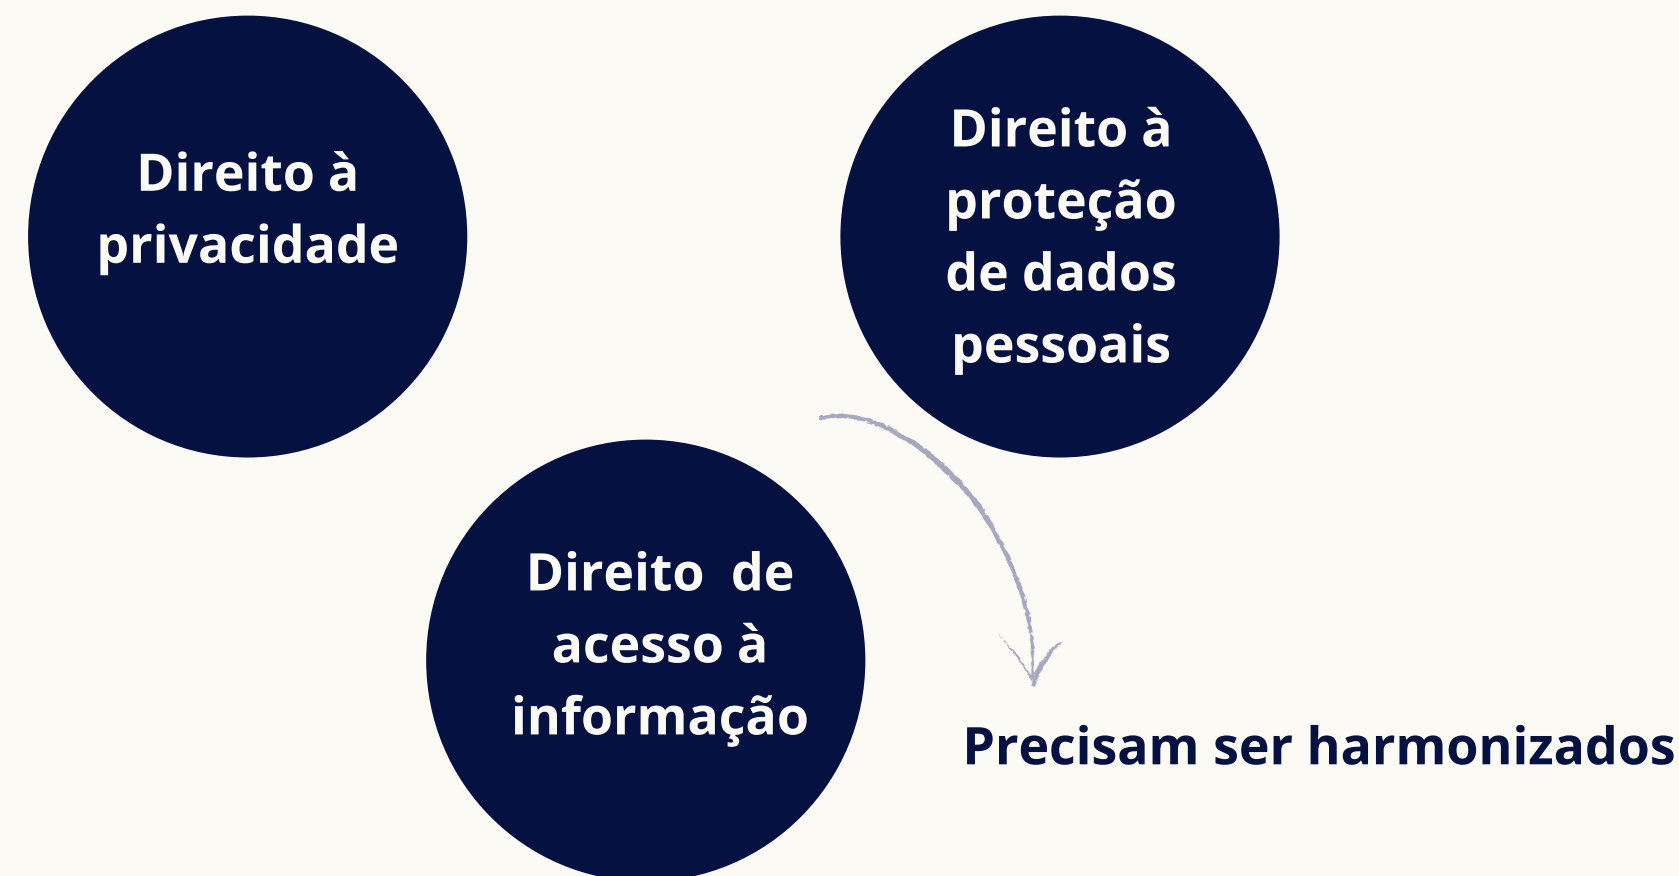 Direito à
privacidade
Direito à
proteção
de dados
pessoais
Direito  de
acesso à
informação
Precisam ser harmonizados